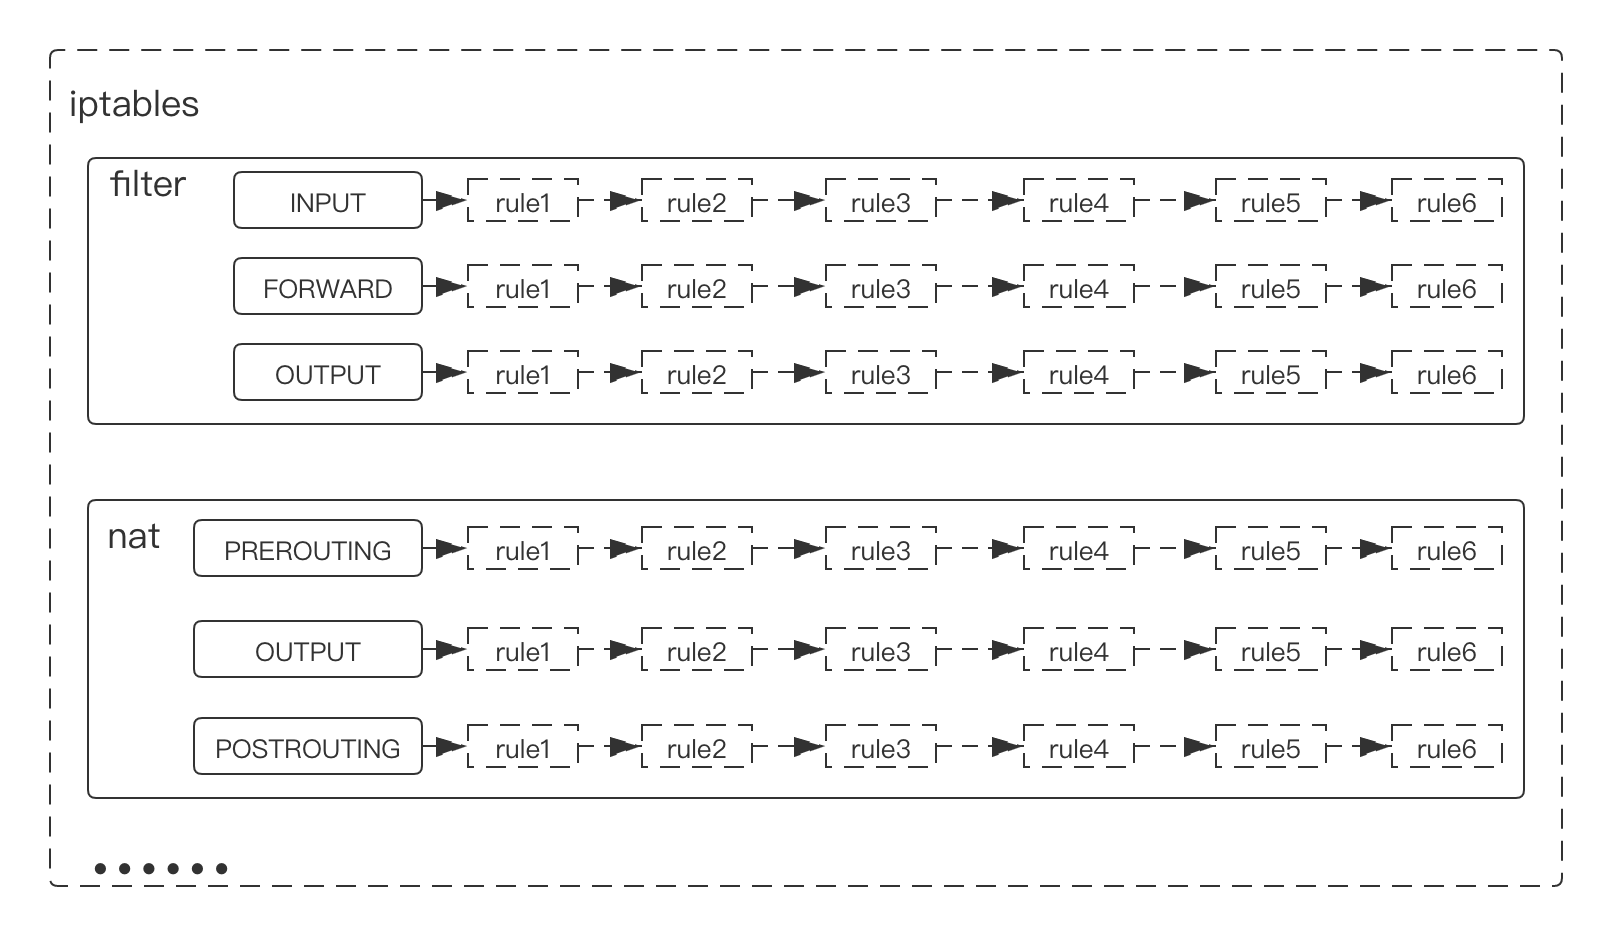 iptables
filter
INPUT rule1 rule2 rule3 rule4 rule5 rule6
FORWARD rule1 rule2 rule3 rule4 rule5 rule6
OUTPUT rule1 rule2 rule3 rule4 rule5 rule6
nat
PREROUTING rule1 rule2 rule3 rule4 rule5 rule6
OUTPUT rule1 rule2 rule3 rule4 rule5 rule6
POSTROUTING rule1 rule2 rule3 rule4 rule5 rule6
••••••